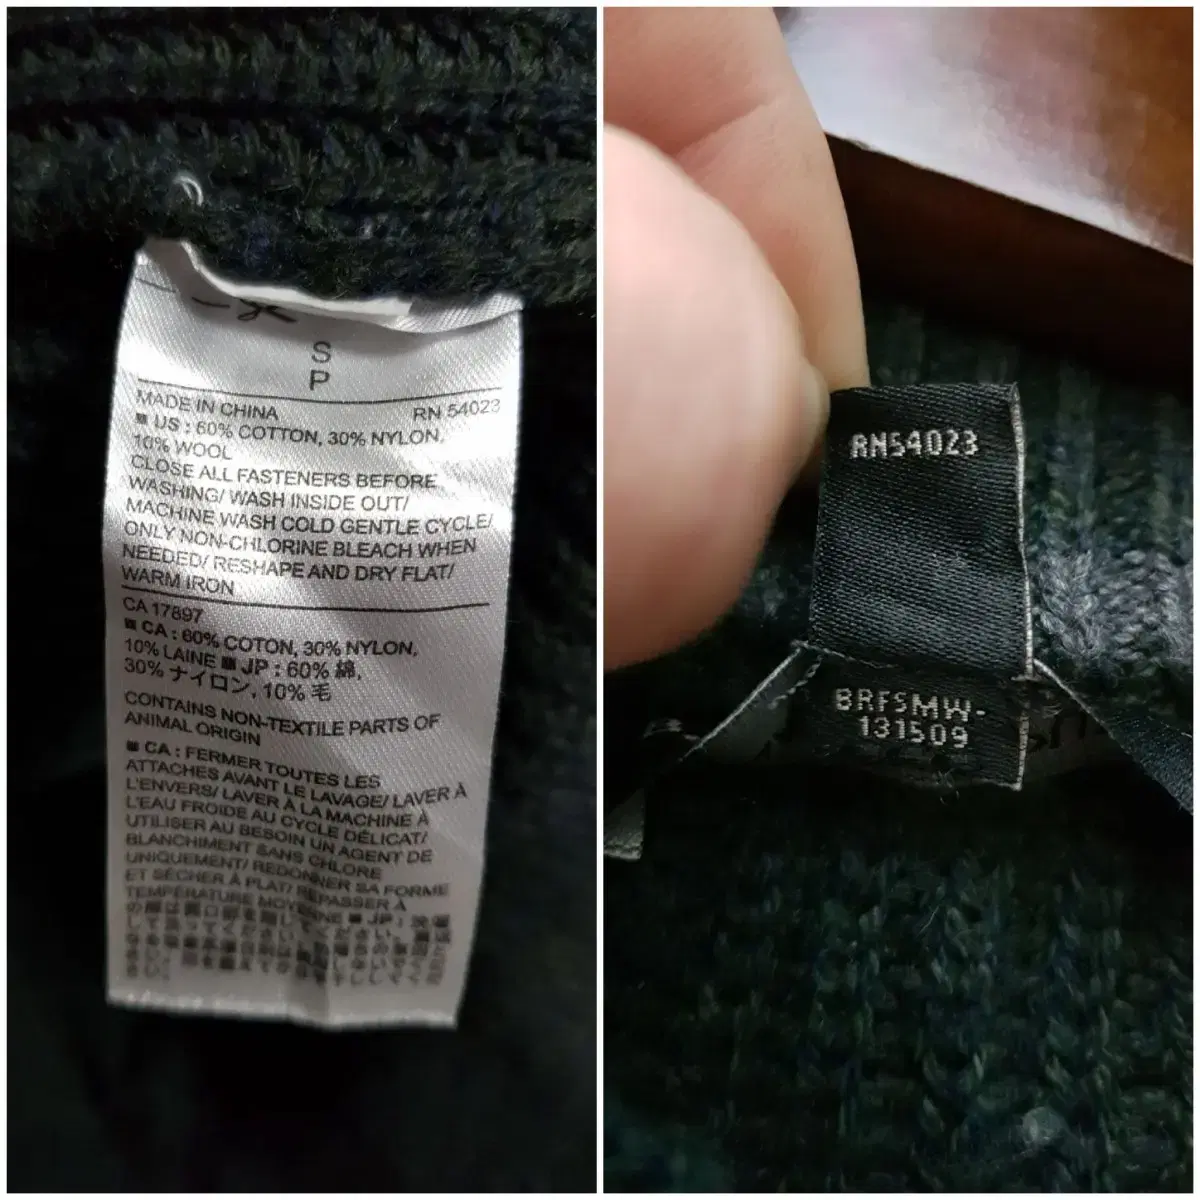 S
P
MADE IN CHINA RN 54023
■ US : 60% COTTON, 30% NYLON,
10% WOOL
CLOSE ALL FASTENERS BEFORE
WASHING/ WASH INSIDE OUT/
MACHINE WASH COLD GENTLE CYCLE/
ONLY NON-CHLORINE BLEACH WHEN
NEEDED/ RESHAPE AND DRY FLAT/
WARM IRON
CA 17897
■ CA : 60% COTON, 30% NYLON,
10% LAINE ■ JP : 60% 綿,
30% ナイロン, 10% 毛
CONTAINS NON-TEXTILE PARTS OF
ANIMAL ORIGIN
■ CA : FERMER TOUTES LES
ATTACHES AVANT LE LAVAGE/ LAVER À
L'ENVERS/ LAVER À LA MACHINE À
L'EAU FROIDE AU CYCLE DÉLICAT/
UTILISER AU BESOIN UN AGENT DE
BLANCHIMENT SANS CHLORE
UNIQUEMENT/ REDONNER SA FORME
ET SÉCHER À PLAT/ REPASSER À
TEMPÉRATURE MOYENNE ■ JP :
RN54023
BRFSMW-
131509